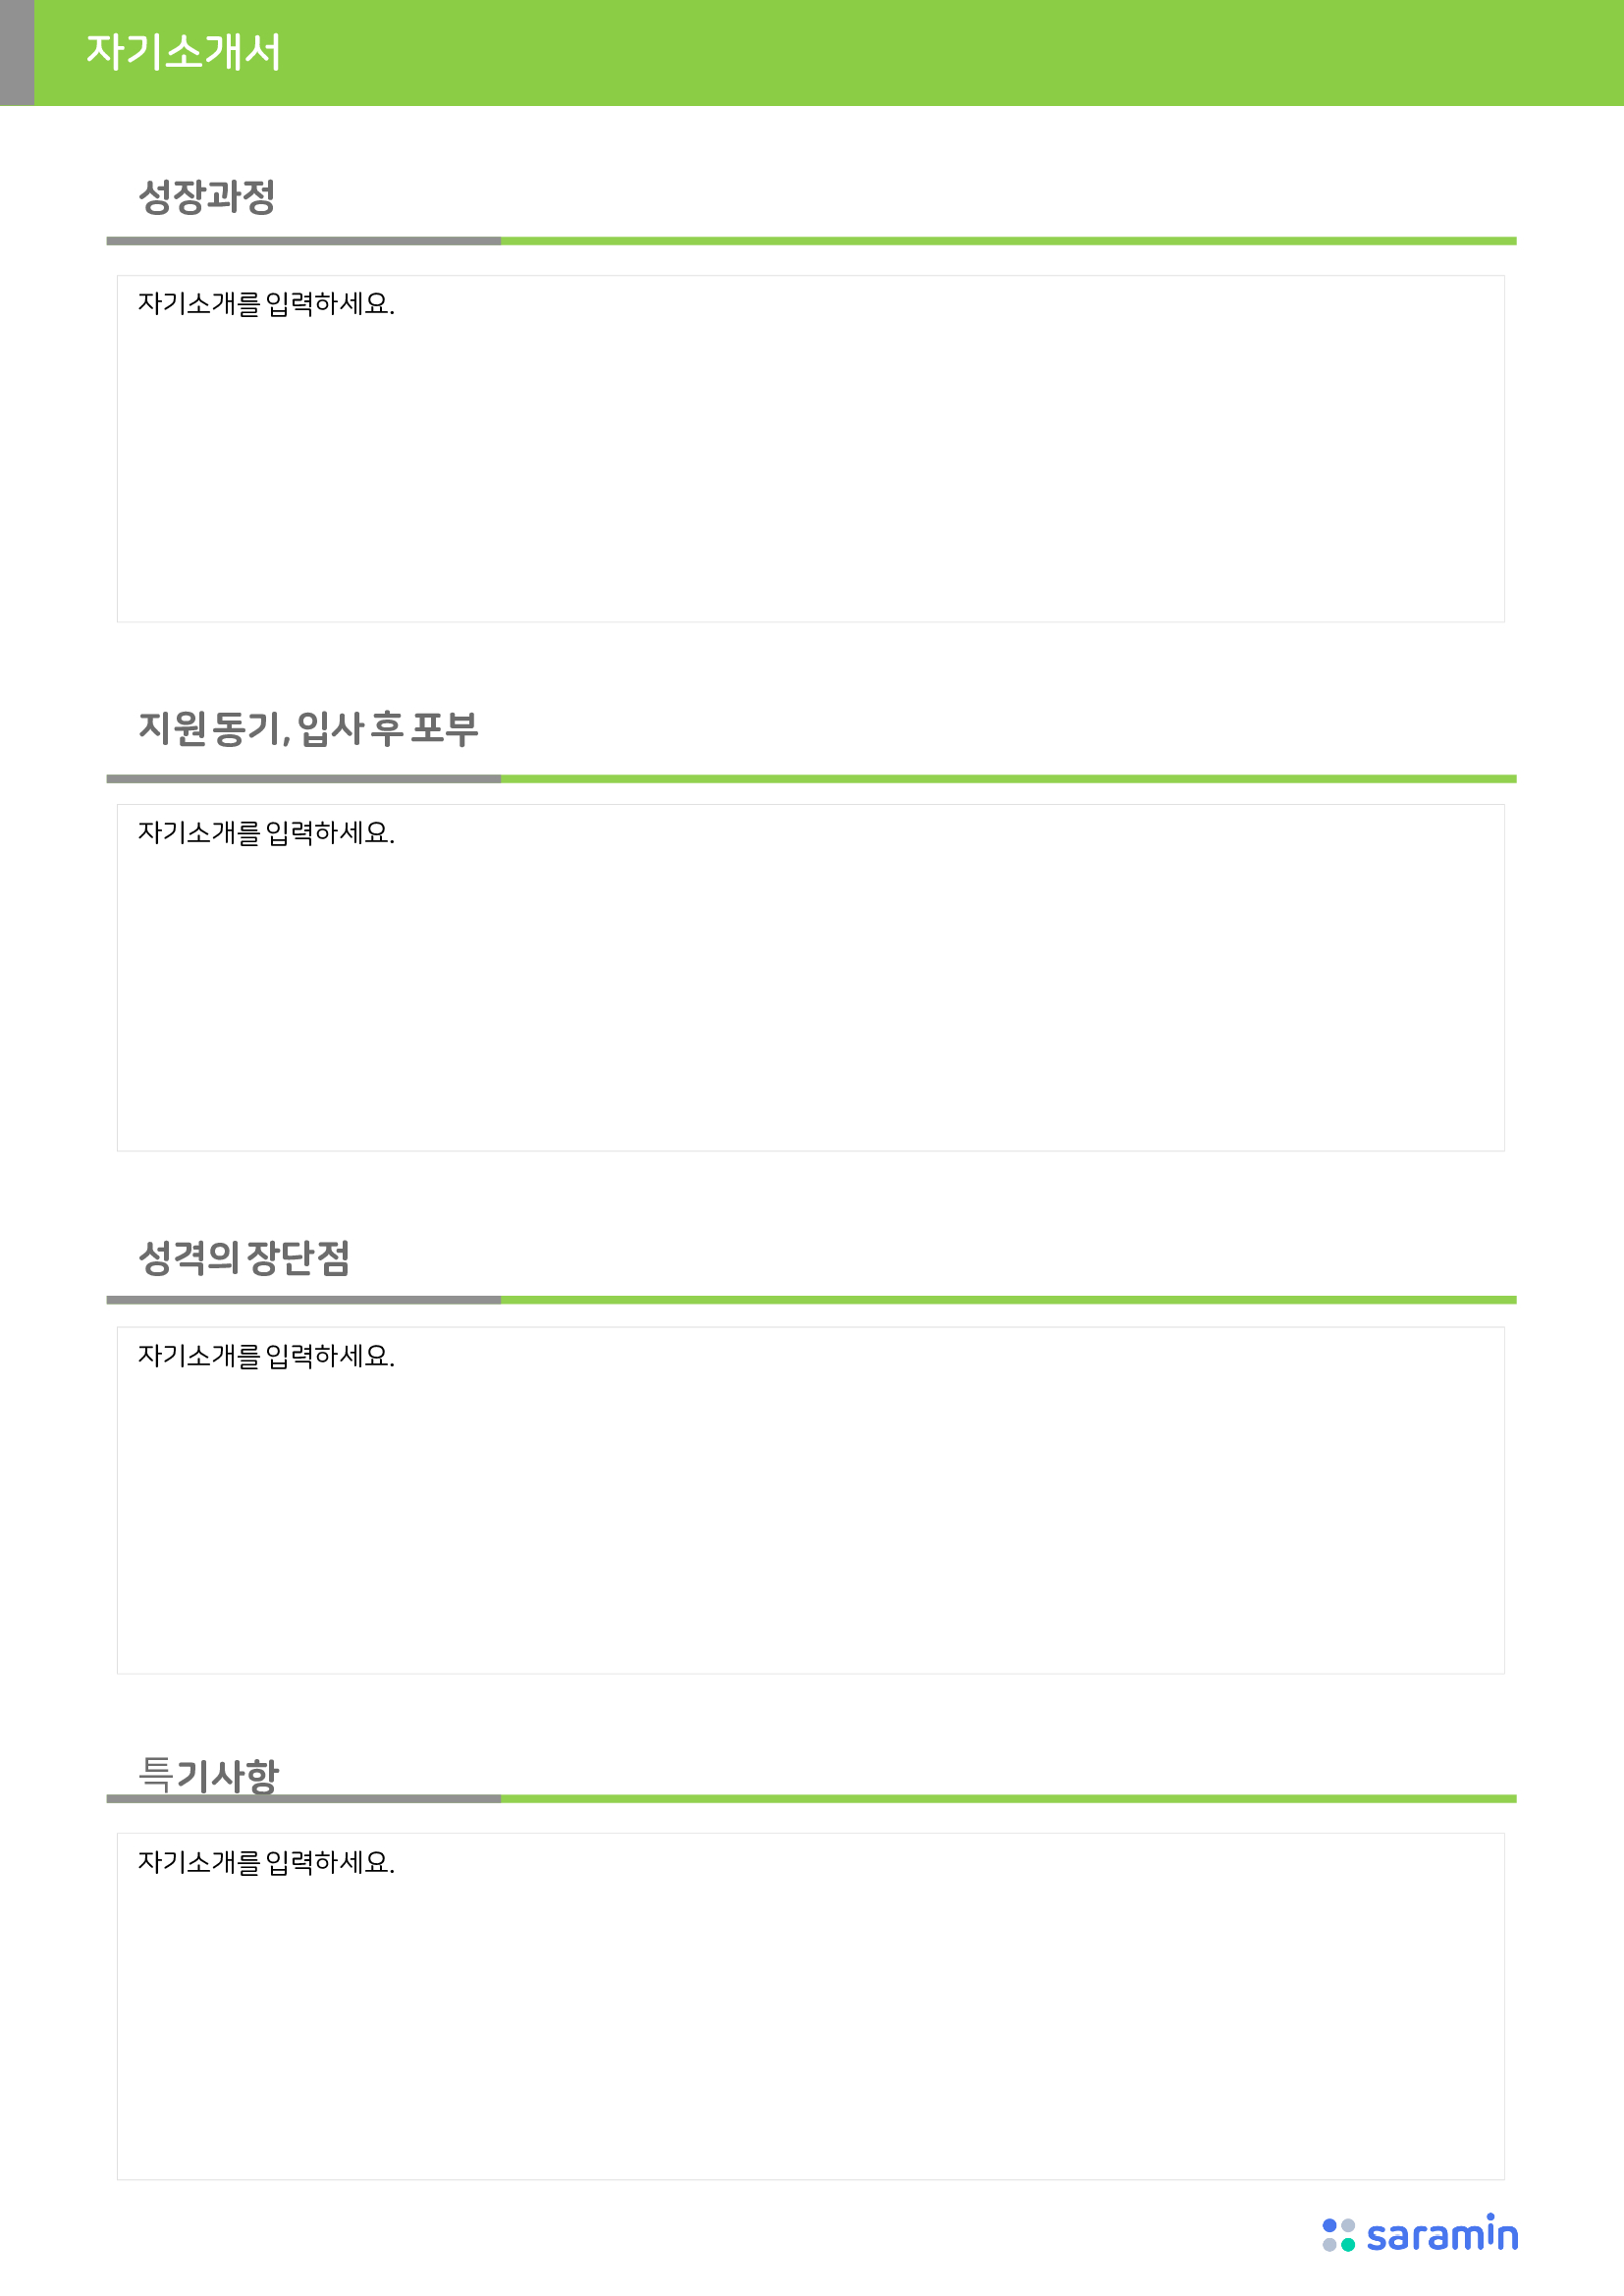 자기소개서
성장과정
자기소개를 입력하세요.
지원 동기, 입사 후 포부
자기소개를 입력하세요.
성격의 장단점
자기소개를 입력하세요.
특기사항
자기소개를 입력하세요.
saramin